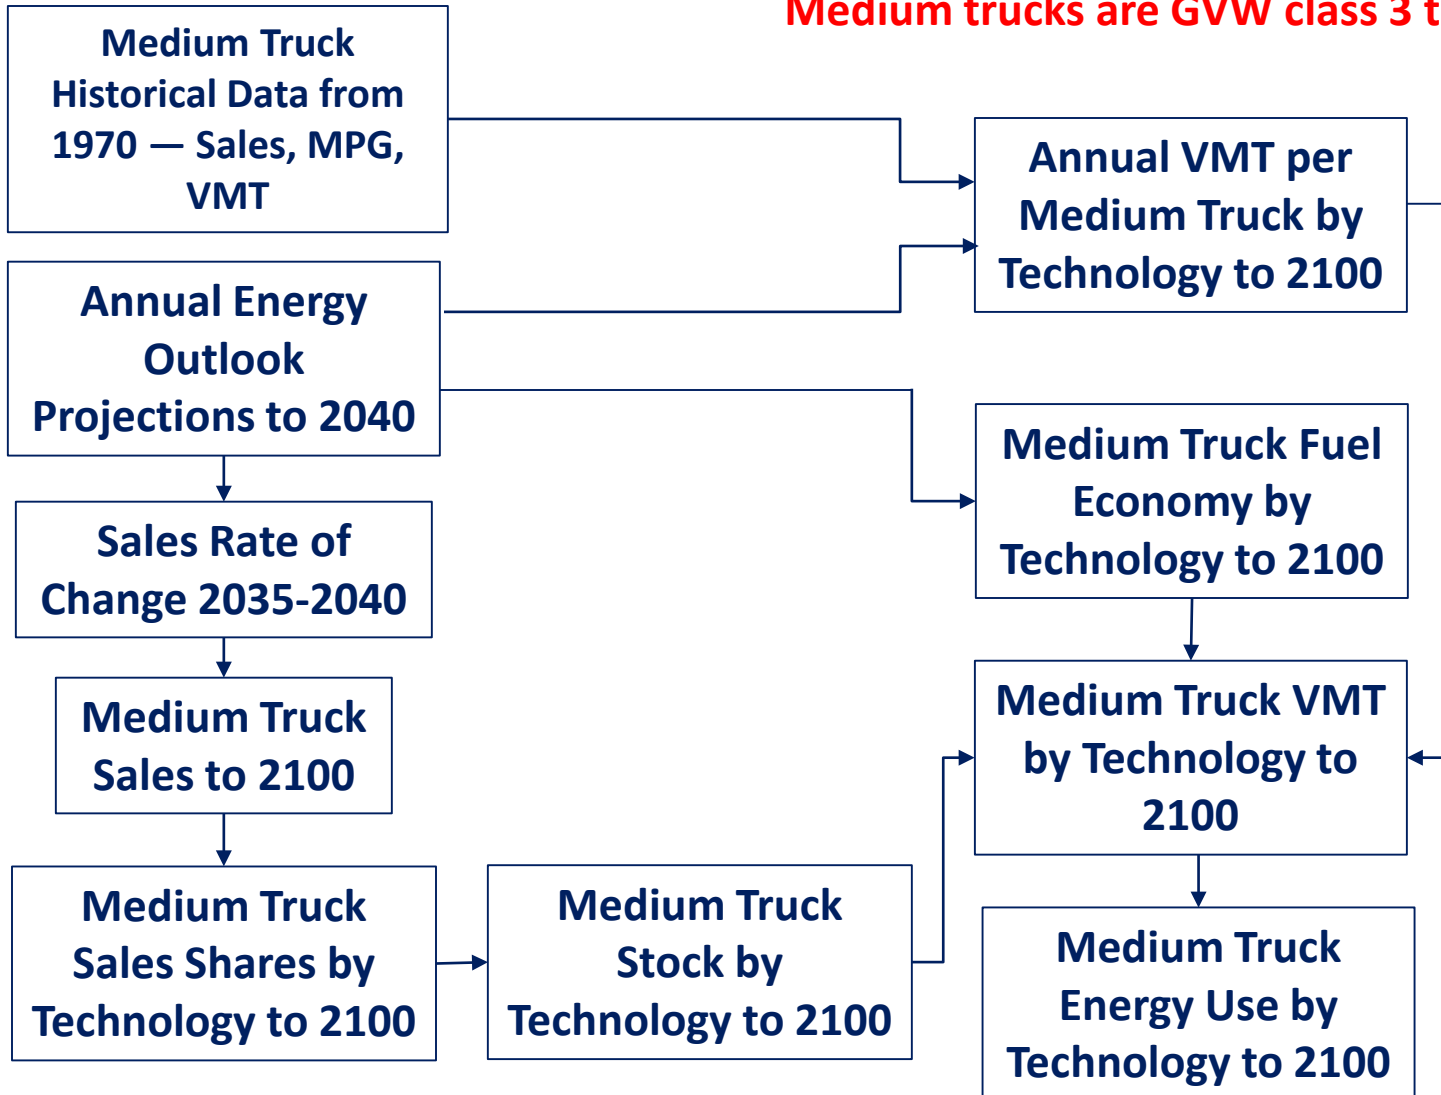 Medium trucks are GVW class 3 t
Medium Truck
Historical Data from
1970 — Sales, MPG,
VMT
Annual VMT per
Medium Truck by
Technology to 2100
Annual Energy
Outlook
Projections to 2040
Medium Truck Fuel
Economy by
Technology to 2100
Sales Rate of
Change 2035-2040
Medium Truck
Sales to 2100
Medium Truck VMT
by Technology to
2100
Medium Truck
Sales Shares by
Technology to 2100
Medium Truck
Stock by
Technology to 2100
Medium Truck
Energy Use by
Technology to 2100